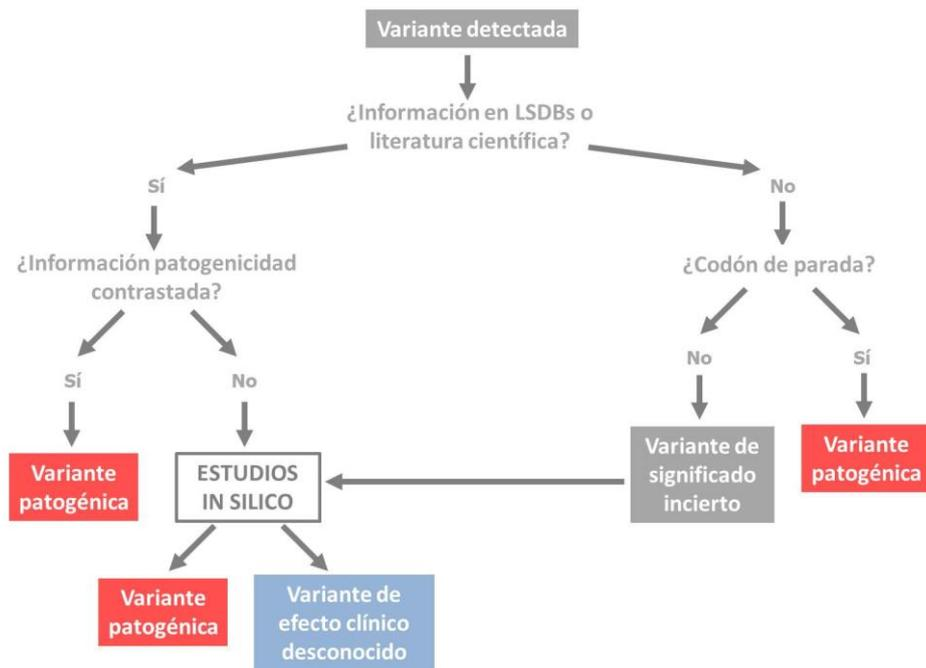 Variante detectada
¿Información en LSDBs o
literatura científica?
Sí
No
¿Información patogenicidad
contrastada?
¿Codón de parada?
Sí
No
No
Sí
Variante
patogénica
ESTUDIOS
IN SILICO
Variante de
significado
incierto
Variante
patogénica
Variante
patogénica
Variante de
efecto clínico
desconocido